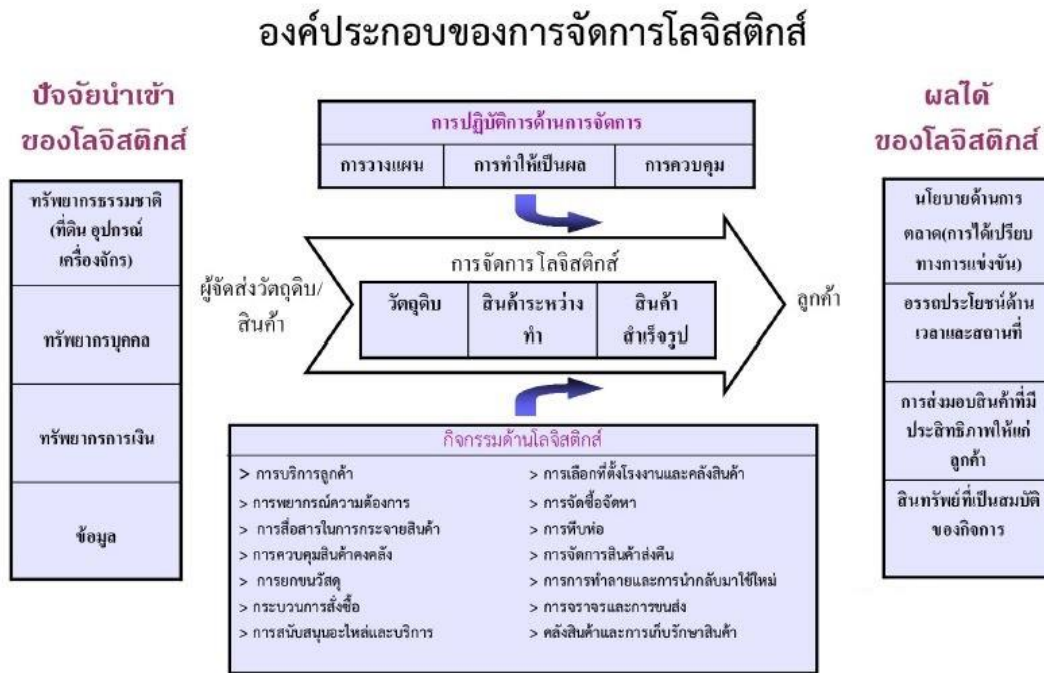 องค์ประกอบของการจัดการโลจิสติกส์
ปัจจัยนำเข้า
ของโลจิสติกส์
ทรัพยากรธรรมชาติ
(ที่ดิน อุปกรณ์
เครื่องจักร)
ทรัพยากรบุคคล
ทรัพยากรการเงิน
ข้อมูล
การปฏิบัติการด้านการจัดการ
การวางแผน การทำให้เป็นผล การควบคุม
ผู้จัดส่งวัตถุดิบ/
สินค้า
การจัดการโลจิสติกส์
วัตถุดิบ สินค้าระหว่าง สินค้า
ทำ สำเร็จรูป
ลูกค้า
กิจกรรมด้านโลจิสติกส์
> การบริการลูกค้า
> การพยากรณ์ความต้องการ
> การสื่อสารในการกระจายสินค้า
> การควบคุมสินค้าคงคลัง
> การยกขนวัสดุ
> กระบวนการสั่งซื้อ
> การสนับสนุนอะไหล่และบริการ
> การเลือกที่ตั้งโรงงานและคลังสินค้า
> การจัดซื้อจัดหา
> การหีบห่อ
> การจัดการสินค้าส่งคืน
> การการทำลายและการนำกลับมาใช้ใหม่
> การจราจรและการขนส่ง
> คลังสินค้าและการเก็บรักษาสินค้า
ผลได้
ของโลจิสติกส์
นโยบายด้านการ
ตลาด(การได้เปรียบ
ทางการแข่งขัน)
อรรถประโยชน์ด้าน
เวลาและสถานที่
การส่งมอบสินค้าที่มี
ประสิทธิภาพให้แก่
ลูกค้า
สินทรัพย์ที่เป็นสมบัติ
ของกิจการ